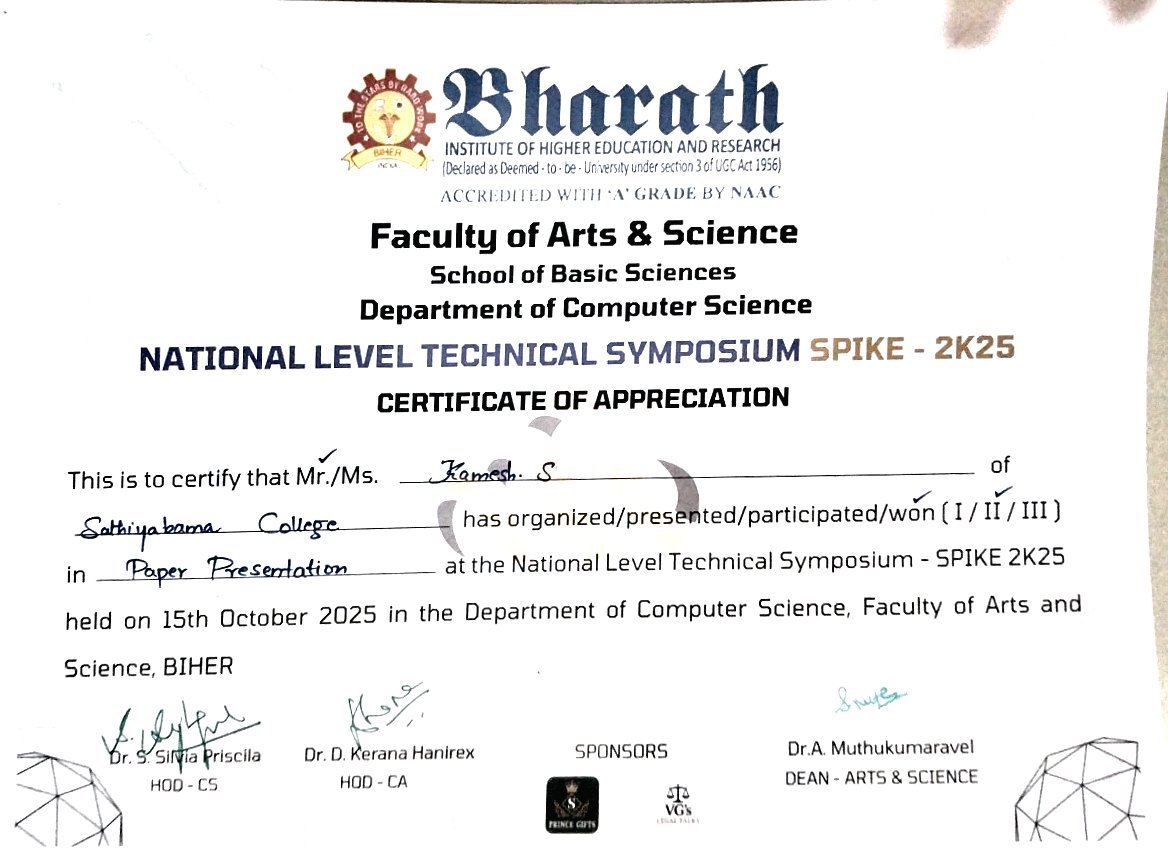 TO THE STARS BY HARD WORK
BIHER
INDIA
Bharath
INSTITUTE OF HIGHER EDUCATION AND RESEARCH
(Declared as Deemed - to - be - University under section 3 of UGC Act 1956)
ACCREDITED WITH 'A' GRADE BY NAAC
Faculty of Arts & Science
School of Basic Sciences
Department of Computer Science
NATIONAL LEVEL TECHNICAL SYMPOSIUM SPIKE - 2K25
CERTIFICATE OF APPRECIATION
This is to certify that Mr./Ms. Kamesh. S of
Sathiyabama College has organized/presented/participated/won ( I / II / III )
in Paper Presentation at the National Level Technical Symposium - SPIKE 2K25
held on 15th October 2025 in the Department of Computer Science, Faculty of Arts and
Science, BIHER
Dr. S. Silvia Priscila
HOD - CS
Dr. D. Kerana Hanirex
HOD - CA
SPONSORS
S
PRINCE GIFTS
VG's
Dr.A. Muthukumaravel
DEAN - ARTS & SCIENCE